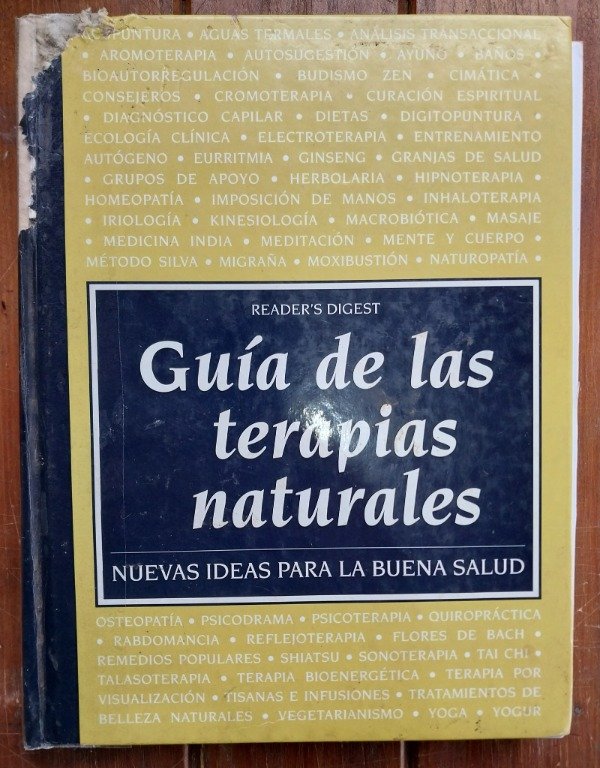 ACUPUNTURA • AGUAS TERMALES • ANÁLISIS TRANSACCIONAL
• AROMOTERAPIA • AUTOSUGESTIÓN • AYUNO • BAÑOS •
BIOAUTORREGULACIÓN • BUDISMO ZEN • CIMÁTICA •
CONSEJEROS • CROMOTERAPIA • CURACIÓN ESPIRITUAL
• DIAGNÓSTICO CAPILAR • DIETAS • DIGITOPUNTURA •
ECOLOGÍA CLÍNICA • ELECTROTERAPIA • ENTRENAMIENTO
AUTÓGENO • EURRITMIA • GINSENG • GRANJAS DE SALUD
• GRUPOS DE APOYO • HERBOLARIA • HIPNOTERAPIA •
HOMEOPATÍA • IMPOSICIÓN DE MANOS • INHALOTERAPIA
• IRIOLOGÍA • KINESIOLOGÍA • MACROBIÓTICA • MASAJE
• MEDICINA INDIA • MEDITACIÓN • MENTE Y CUERPO •
MÉTODO SILVA • MIGRAÑA • MOXIBUSTIÓN • NATUROPATÍA •
READER'S DIGEST
Guía de las
terapias
naturales
NUEVAS IDEAS PARA LA BUENA SALUD
OSTEOPATÍA • PSICODRAMA • PSICOTERAPIA • QUIROPRÁCTICA
• RABDOMANCIA • REFLEJOTERAPIA • FLORES DE BACH •
REMEDIOS POPULARES • SHIATSU • SONOTERAPIA • TAI CHI •
TALASOTERAPIA • TERAPIA BIOENERGÉTICA • TERAPIA POR
VISUALIZACIÓN • TISANAS E INFUSIONES • TRATAMIENTOS DE
BELLEZA NATURALES • VEGETARIANISMO • YOGA • YOGUR